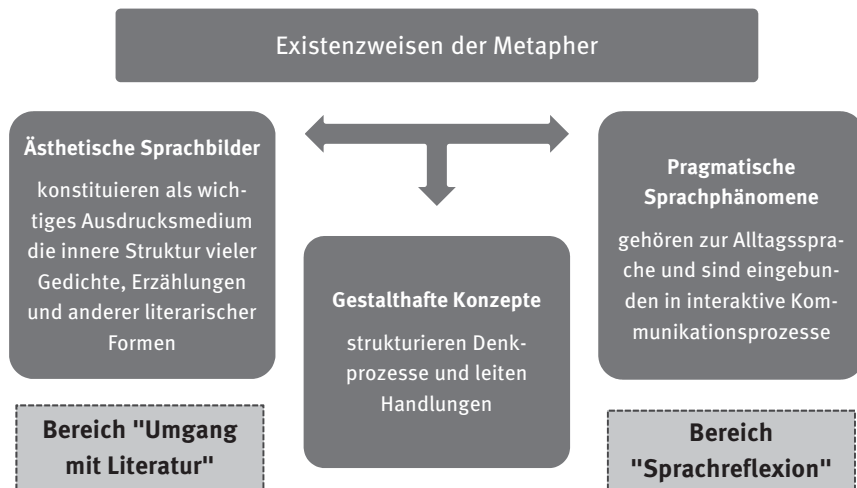 Existenzweisen der Metapher
Ästhetische Sprachbilder
konstituieren als wich-
tiges Ausdrucksmedium
die innere Struktur vieler
Gedichte, Erzählungen
und anderer literarischer
Formen
Bereich "Umgang
mit Literatur"
Gestalthafte Konzepte
strukturieren Denk-
prozesse und leiten
Handlungen
Pragmatische
Sprachphänomene
gehören zur Alltagsspra-
che und sind eingebun-
den in interaktive Kom-
munikationsprozesse
Bereich
"Sprachreflexion"